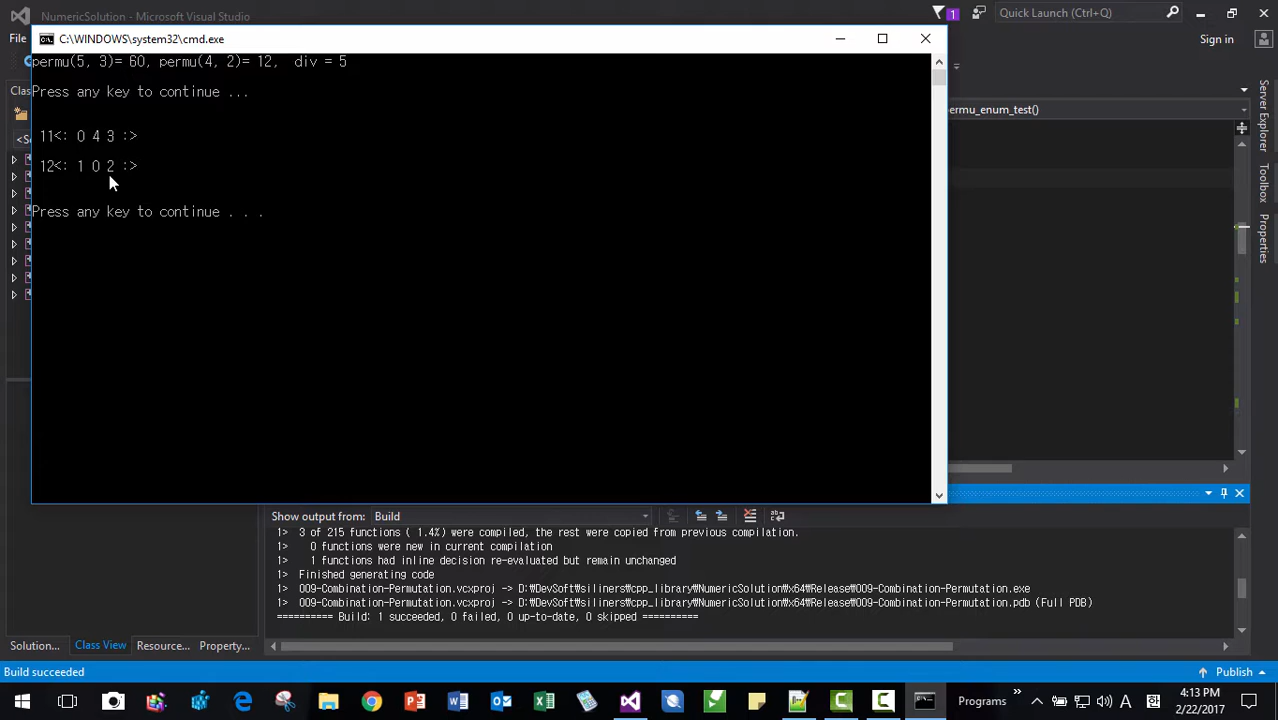 NumericSolution - Microsoft Visual Studio
1
Quick Launch (Ctrl+Q)
File
Sign in
C:\WINDOWS\system32\cmd.exe
permu(5, 3)= 60, permu(4, 2)= 12,  div = 5
Press any key to continue ...
11<: 0 4 3 :>
12<: 1 0 2 :>
Press any key to continue . . .
Clas
<Se
permu_enum_test()
Server Explorer
Toolbox
Properties
Show output from: Build
1>  3 of 215 functions ( 1.4%) were compiled, the rest were copied from previous compilation.
1>    0 functions were new in current compilation
1>    1 functions had inline decision re-evaluated but remain unchanged
1>  Finished generating code
1>  009-Combination-Permutation.vcxproj -> D:₩DevSoft₩siliners₩cpp_library₩NumericSolution₩x64₩Release₩009-Combination-Permutation.exe
1>  009-Combination-Permutation.vcxproj -> D:₩DevSoft₩siliners₩cpp_library₩NumericSolution₩x64₩Release₩009-Combination-Permutation.pdb (Full PDB)
========== Build: 1 succeeded, 0 failed, 0 up-to-date, 0 skipped ==========
Solution... Class View Resource... Property...
Build succeeded
Publish
Programs
A
4:13 PM
2/22/2017